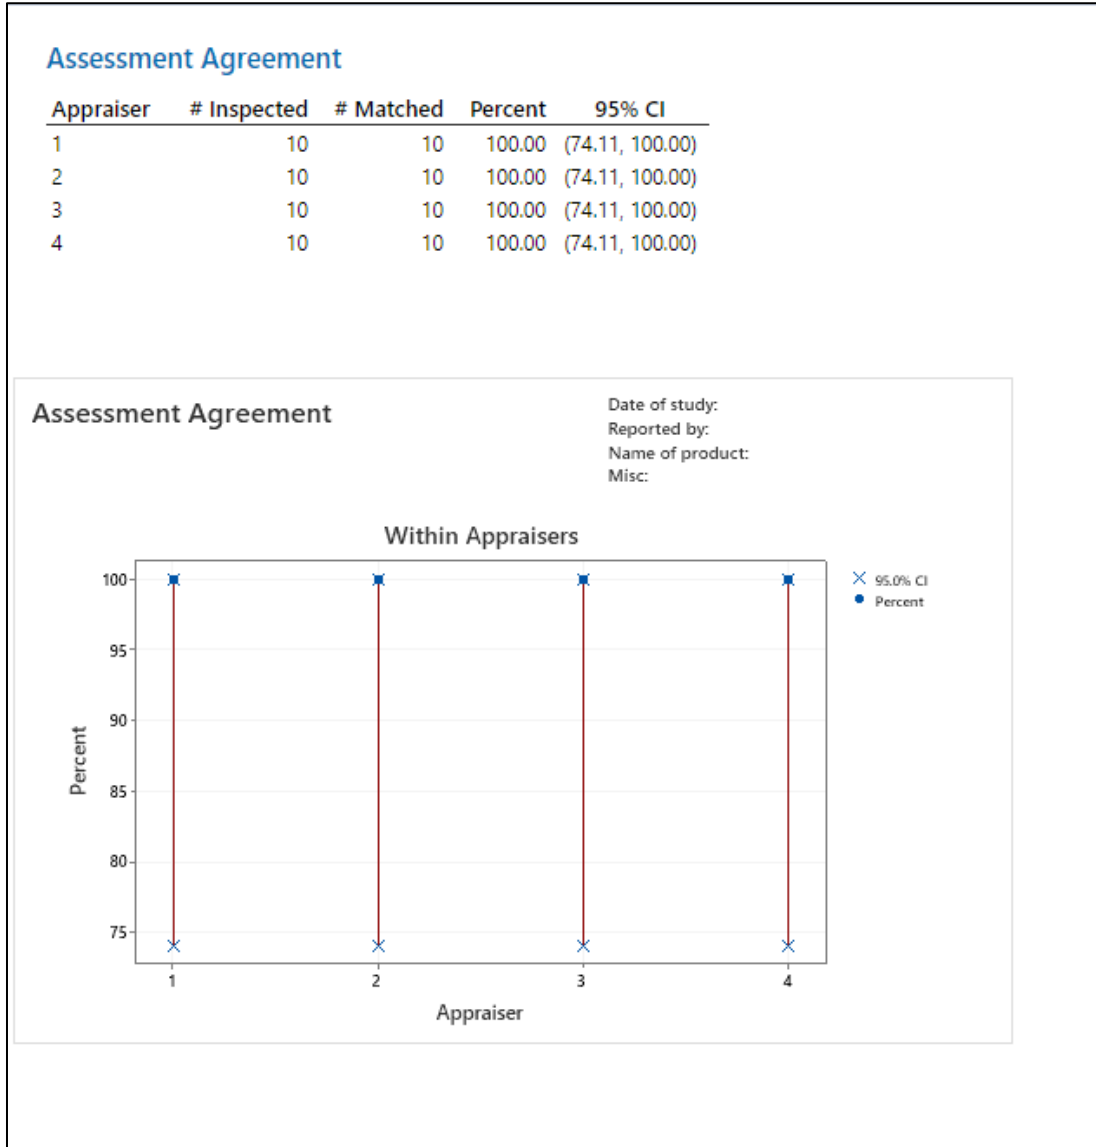 Assessment Agreement
Appraiser # Inspected # Matched Percent 95% CI
1 10 10 100.00 (74.11, 100.00)
2 10 10 100.00 (74.11, 100.00)
3 10 10 100.00 (74.11, 100.00)
4 10 10 100.00 (74.11, 100.00)
Assessment Agreement
Date of study:
Reported by:
Name of product:
Misc:
Within Appraisers
100
95
90
85
80
75
Percent
1 2 3 4
Appraiser
95.0% CI
Percent